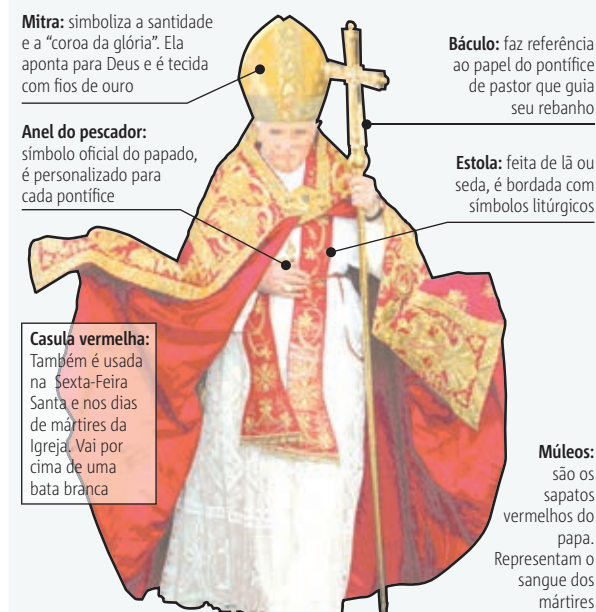 Mitra: simboliza a santidade
e a “coroa da glória”. Ela
aponta para Deus e é tecida
com fios de ouro
Báculo: faz referência
ao papel do pontífice
de pastor que guia
seu rebanho
Anel do pescador:
símbolo oficial do papado,
é personalizado para
cada pontífice
Estola: feita de lã ou
seda, é bordada com
símbolos litúrgicos
Casula vermelha:
Também é usada
na Sexta-Feira
Santa e nos dias
de mártires da
Igreja. Vai por
cima de uma
bata branca
Múleos:
são os
sapatos
vermelhos do
papa.
Representam o
sangue dos
mártires